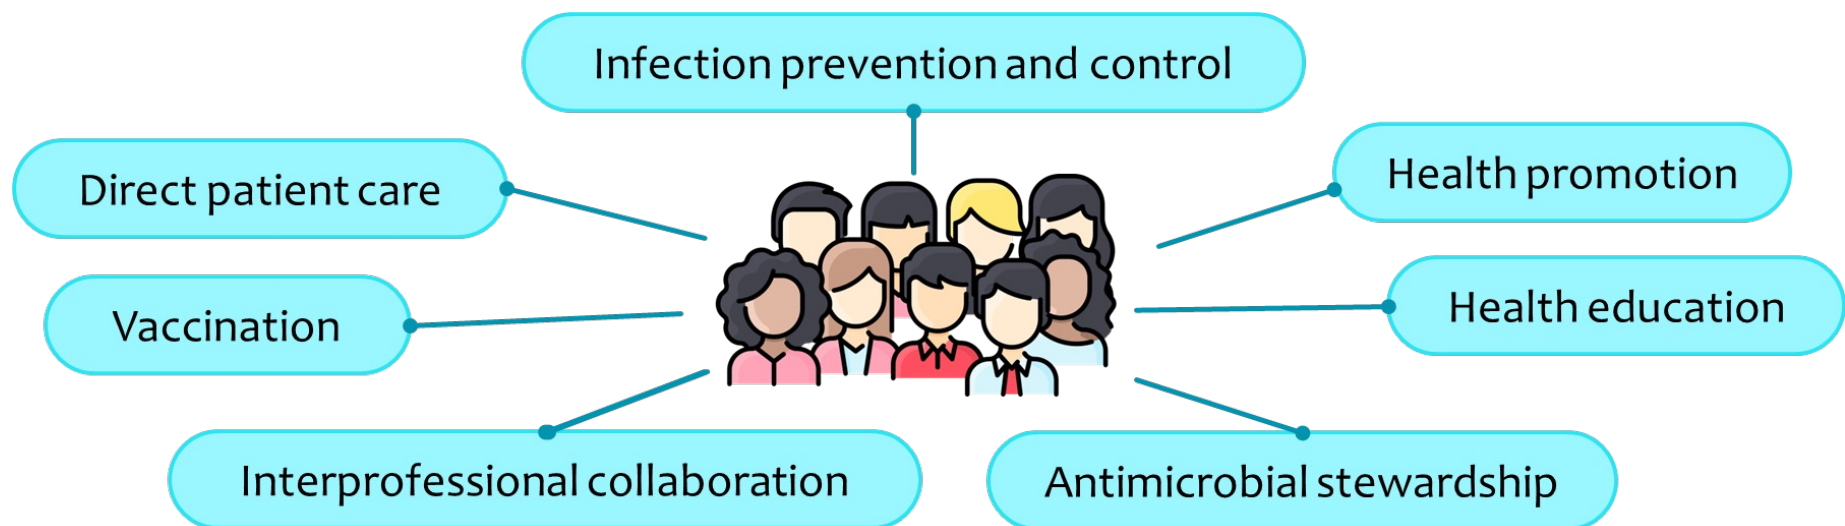 Infection prevention and control
Direct patient care
Health promotion
Vaccination
Health education
Interprofessional collaboration
Antimicrobial stewardship